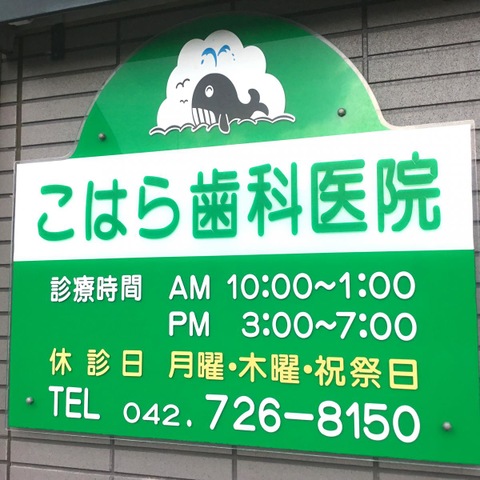 こはら歯科医院
診療時間 AM 10:00~1:00
PM 3:00~7:00
休診日 月曜・木曜・祝祭日
TEL 042.726-8150